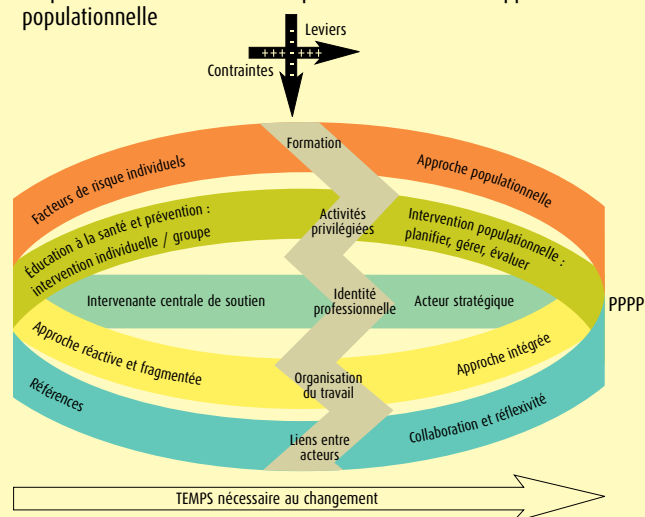 populationnelle
Leviers
+++ ++++
Contraintes
Formation
Facteurs de risque individuels
Approche populationnelle
Éducation à la santé et prévention :
intervention individuelle / groupe
Activités
privilégiées
Intervention populationnelle :
planifier, gérer, évaluer
Intervenante centrale de soutien
Identité
professionnelle
Acteur stratégique
PPPP
Approche réactive et fragmentée
Organisation
du travail
Approche intégrée
Références
Liens entre
acteurs
Collaboration et réflexivité
TEMPS nécessaire au changement